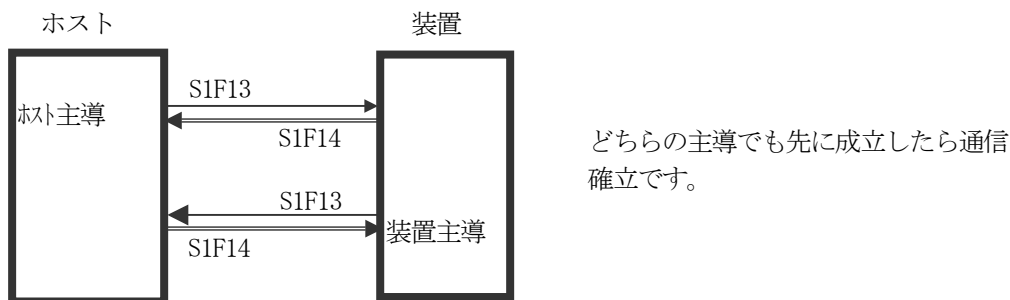 ホスト
装置
S1F13
ﾎｽﾄ主導
S1F14
どちらの主導でも先に成立したら通信
確立です。
S1F13
装置主導
S1F14